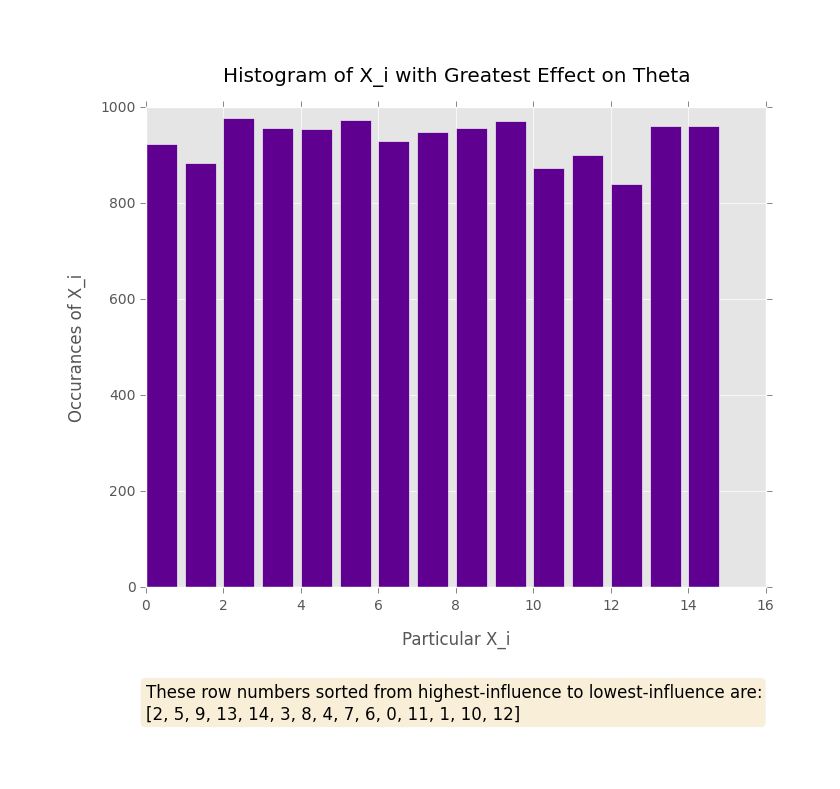 Histogram of X_i with Greatest Effect on Theta
1000
800
600
400
200
0
Occurances of X_i
0 2 4 6 8 10 12 14 16
Particular X_i
These row numbers sorted from highest-influence to lowest-influence are:
[2, 5, 9, 13, 14, 3, 8, 4, 7, 6, 0, 11, 1, 10, 12]